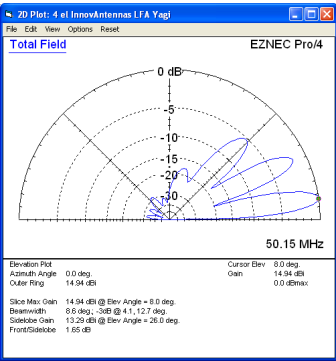 2D Plot: 4 el InnovAntennas LFA Yagi
File Edit View Options Reset
Total Field
EZNEC Pro/4
0 dB
-5
-10
-15
-20
-30
50.15 MHz
Elevation Plot
Azimuth Angle 0.0 deg.
Outer Ring 14.94 dBi
Cursor Elev 8.0 deg.
Gain 14.94 dBi
0.0 dBmax
Slice Max Gain 14.94 dBi @ Elev Angle = 8.0 deg.
Beamwidth 8.6 deg.; -3dB @ 4.1, 12.7 deg.
Sidelobe Gain 13.29 dBi @ Elev Angle = 26.0 deg.
Front/Sidelobe 1.65 dB